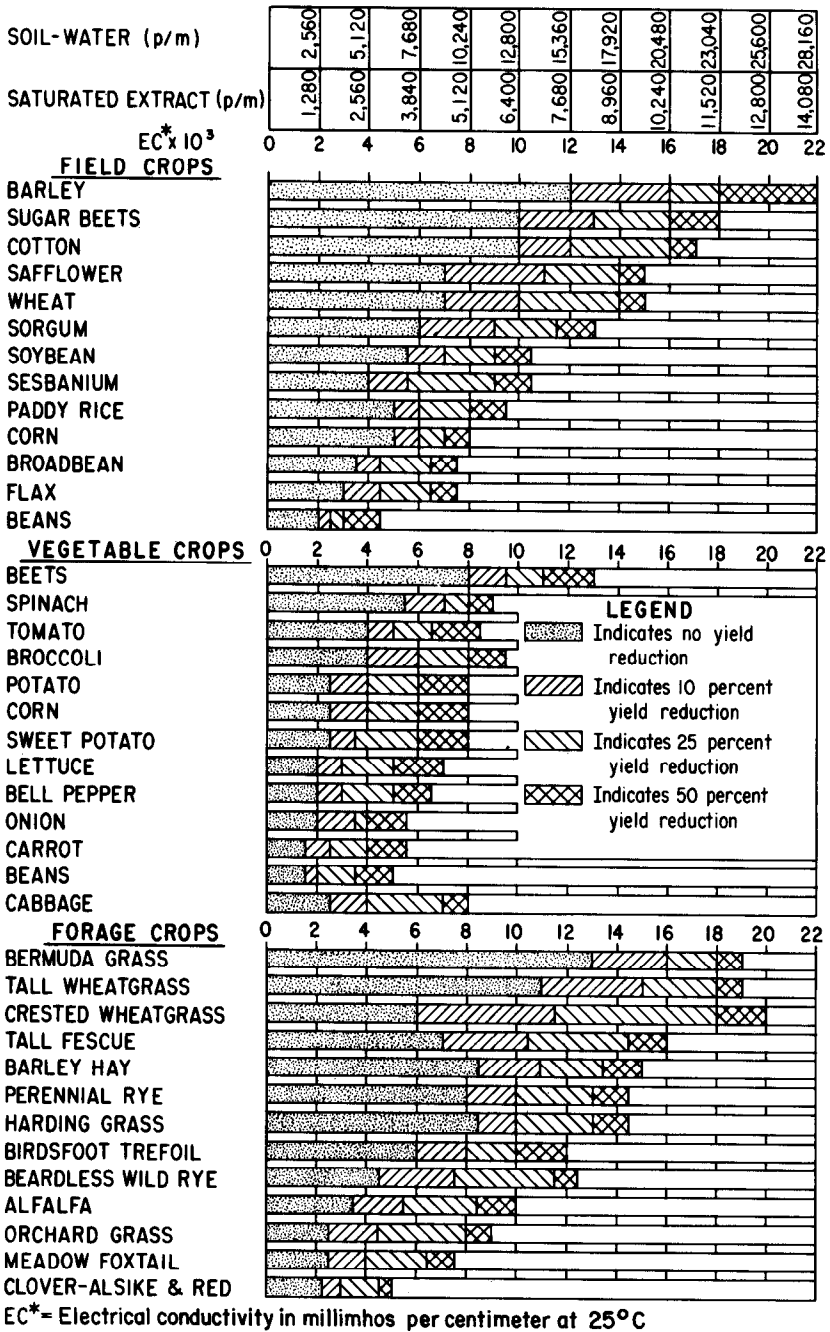 SOIL-WATER (p/m) 2,560 5,120 7,680 10,240 12,800 15,360 17,920 20,480 23,040 25,600 28,160
SATURATED EXTRACT (p/m) 1,280 2,560 3,840 5,120 6,400 7,680 8,960 10,240 11,520 12,800 14,080
EC* x 10³ 0 2 4 6 8 10 12 14 16 18 20 22
FIELD CROPS
BARLEY
SUGAR BEETS
COTTON
SAFFLOWER
WHEAT
SORGUM
SOYBEAN
SESBANIUM
PADDY RICE
CORN
BROADBEAN
FLAX
BEANS
VEGETABLE CROPS 0 2 4 6 8 10 12 14 16 18 20 22
BEETS
SPINACH
TOMATO
BROCCOLI
POTATO
CORN
SWEET POTATO
LETTUCE
BELL PEPPER
ONION
CARROT
BEANS
CABBAGE
LEGEND
Indicates no yield
reduction
Indicates 10 percent
yield reduction
Indicates 25 percent
yield reduction
Indicates 50 percent
yield reduction
FORAGE CROPS 0 2 4 6 8 10 12 14 16 18 20 22
BERMUDA GRASS
TALL WHEATGRASS
CRESTED WHEATGRASS
TALL FESCUE
BARLEY HAY
PERENNIAL RYE
HARDING GRASS
BIRDSFOOT TREFOIL
BEARDLESS WILD RYE
ALFALFA
ORCHARD GRASS
MEADOW FOXTAIL
CLOVER-ALSIKE & RED
EC* = Electrical conductivity in millimhos per centimeter at 25°C